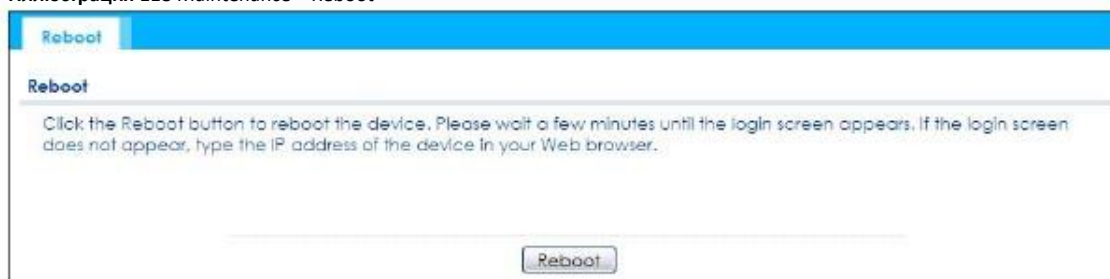 Reboot
Reboot
Click the Reboot button to reboot the device. Please wait a few minutes until the login screen appears. If the login screen
does not appear, type the IP address of the device in your Web browser.
Reboot